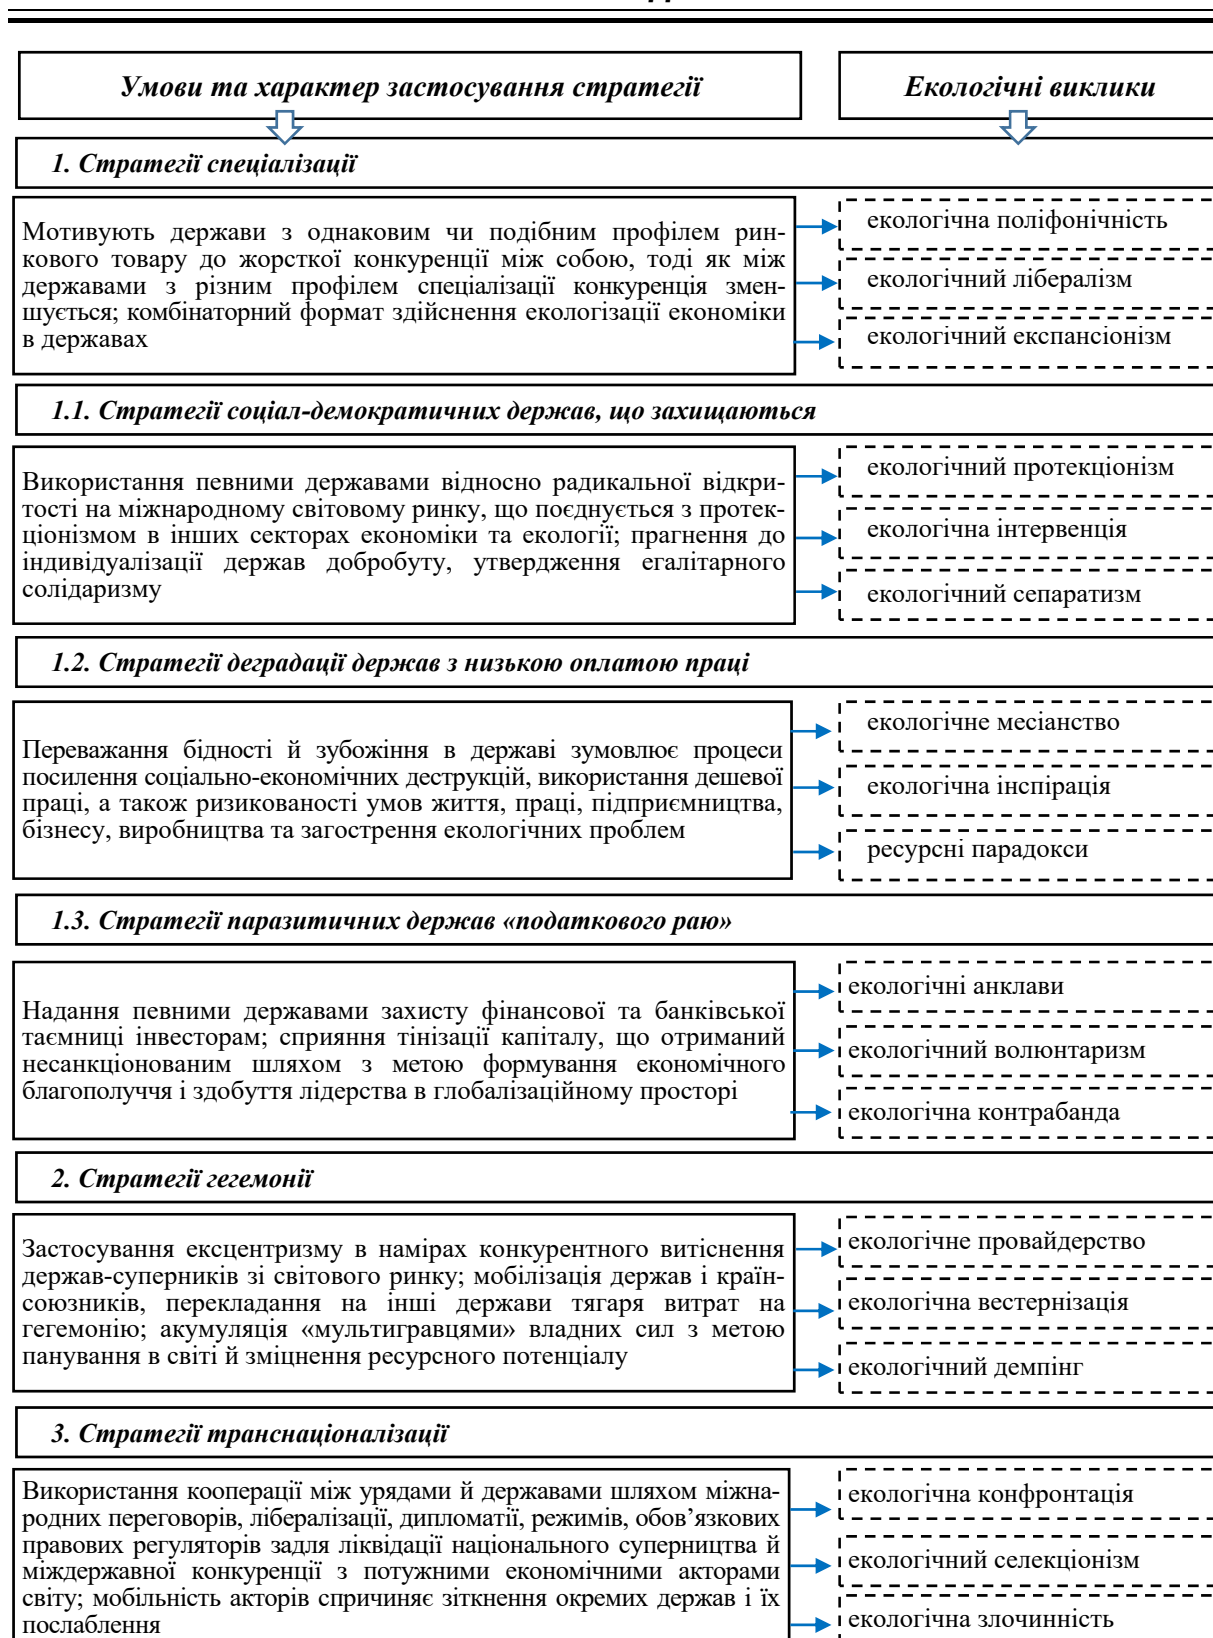 Умови та характер застосування стратегії
Екологічні виклики
1. Стратегії спеціалізації
Мотивують держави з однаковим чи подібним профілем рин-
кового товару до жорсткої конкуренції між собою, тоді як між
державами з різним профілем спеціалізації конкуренція змен-
шується; комбінаторний формат здійснення екологізації економіки
в державах
екологічна поліфонічність
екологічний лібералізм
екологічний експансіонізм
1.1. Стратегії соціал-демократичних держав, що захищаються
Використання певними державами відносно радикальної відкри-
тості на міжнародному світовому ринку, що поєднується з протек-
ціонізмом в інших секторах економіки та екології; прагнення до
індивідуалізації держав добробуту, утвердження егалітарного
солідаризму
екологічний протекціонізм
екологічна інтервенція
екологічний сепаратизм
1.2. Стратегії деградації держав з низькою оплатою праці
Переважання бідності й зубожіння в державі зумовлює процеси
посилення соціально-економічних деструкцій, використання дешевої
праці, а також ризикованості умов життя, праці, підприємництва,
бізнесу, виробництва та загострення екологічних проблем
екологічне месіанство
екологічна інспірація
ресурсні парадокси
1.3. Стратегії паразитичних держав «податкового раю»
Надання певними державами захисту фінансової та банківської
таємниці інвесторам; сприяння тінізації капіталу, що отриманий
несанкціонованим шляхом з метою формування економічного
благополуччя і здобуття лідерства в глобалізаційному просторі
екологічні анклави
екологічний волюнтаризм
екологічна контрабанда
2. Стратегії гегемонії
Застосування ексцентризму в намірах конкурентного витіснення
держав-суперників зі світового ринку; мобілізація держав і країн-
союзників, перекладання на інші держави тягаря витрат на
гегемонію; акумуляція «мультигравцями» владних сил з метою
панування в світі й зміцнення ресурсного потенціалу
екологічне провайдерство
екологічна вестернізація
екологічний демпінг
3. Стратегії транснаціоналізації
Використання кооперації між урядами й державами шляхом міжна-
родних переговорів, лібералізації, дипломатії, режимів, обов’язкових
правових регуляторів задля ліквідації національного суперництва й
міждержавної конкуренції з потужними економічними акторами
світу; мобільність акторів спричиняє зіткнення окремих держав і їх
послаблення
екологічна конфронтація
екологічний селекціонізм
екологічна злочинність